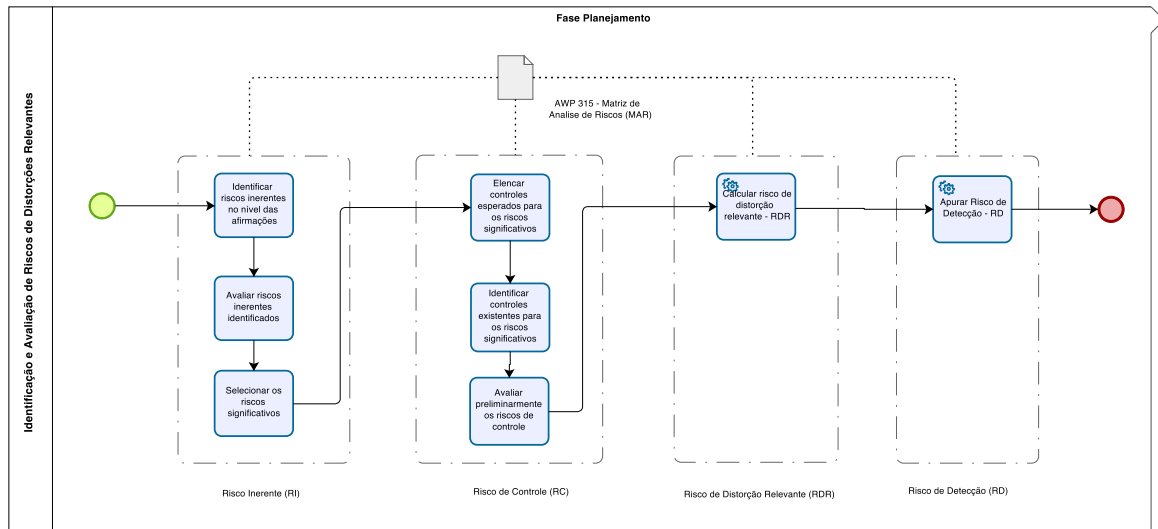 Fase Planejamento
Identificação e Avaliação de Riscos de Distorções Relevantes
AWP 315 - Matriz de
Analise de Riscos (MAR)
Identificar
riscos inerentes
no nível das
afirmações
Avaliar riscos
inerentes
identificados
Selecionar os
riscos
significativos
Risco Inerente (RI)
Elencar
controles
esperados para
os riscos
significativos
Identificar
controles
existentes para
os riscos
significativos
Avaliar
preliminarmente
os riscos de
controle
Risco de Controle (RC)
Calcular risco de
distorção
relevante - RDR
Risco de Distorção Relevante (RDR)
Apurar Risco de
Detecção - RD
Risco de Detecção (RD)